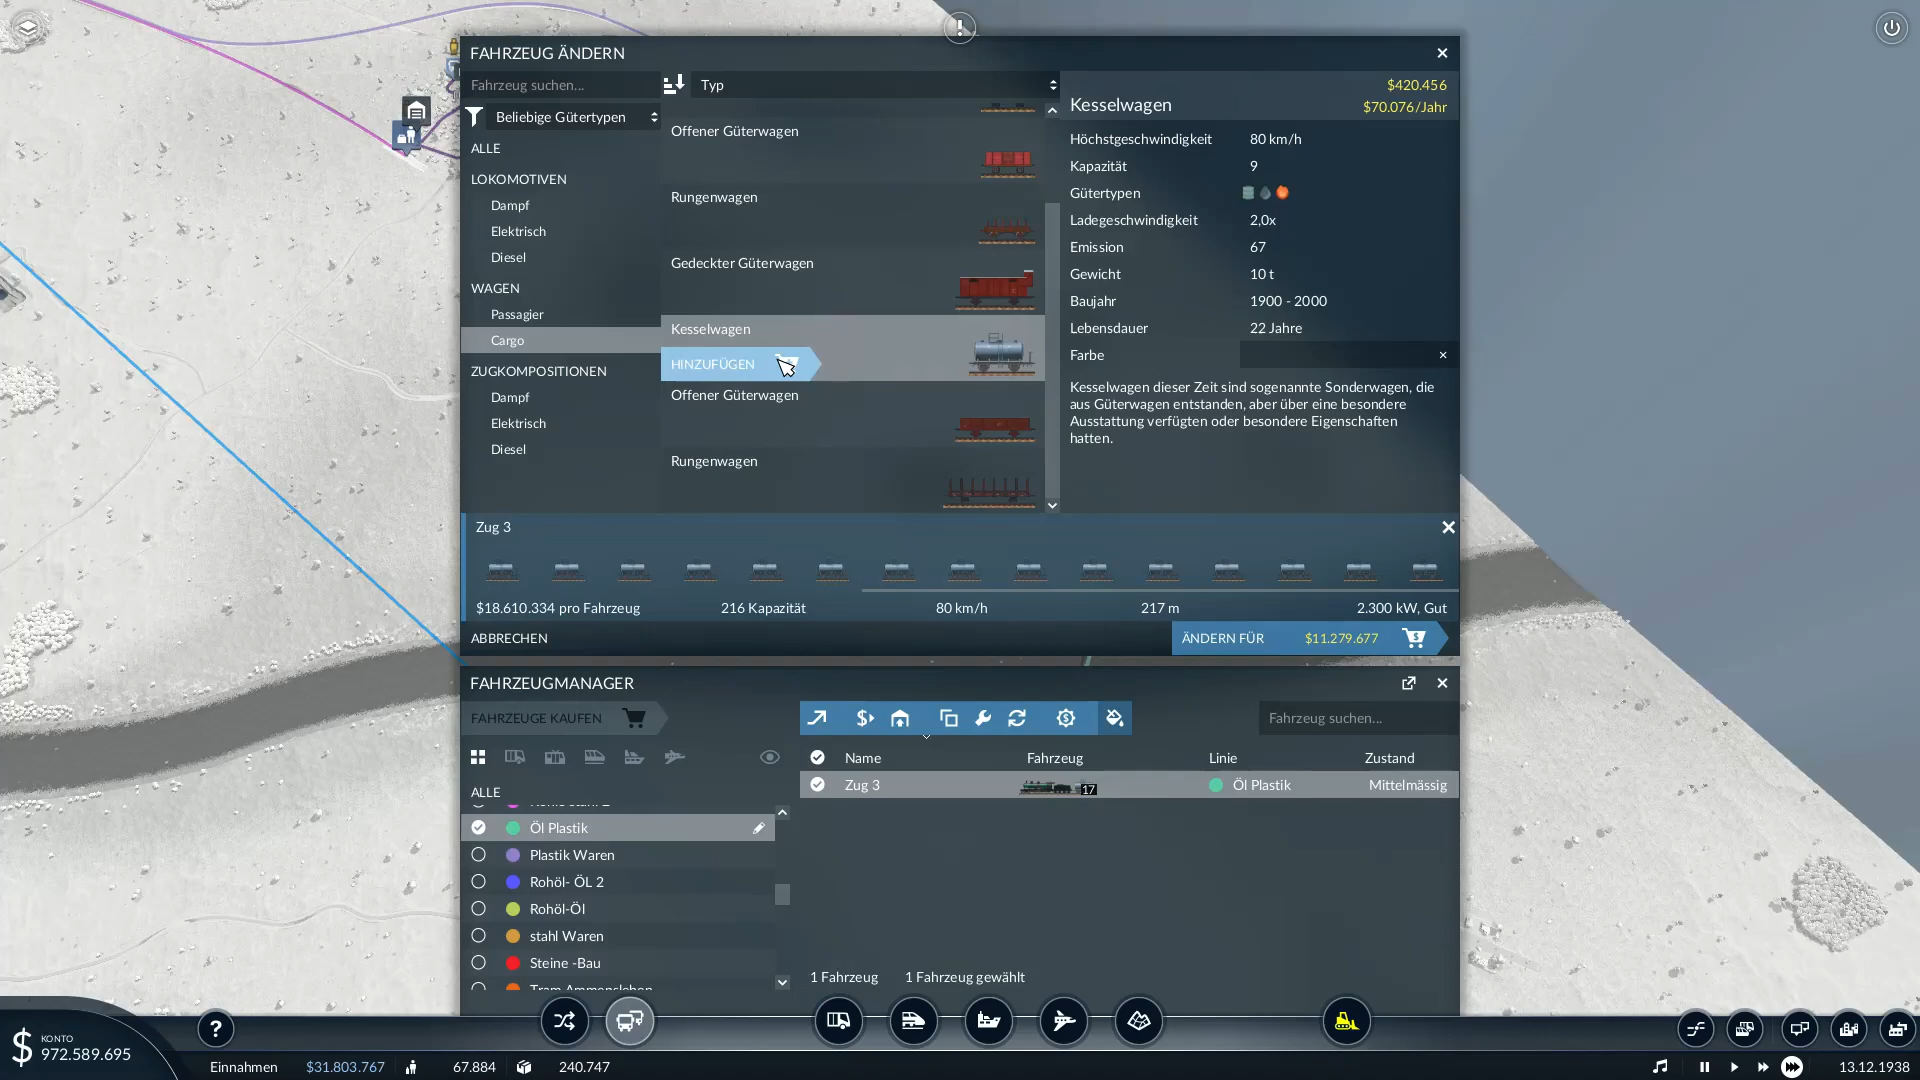 FAHRZEUG ÄNDERN
Fahrzeug suchen...
Typ
Beliebige Gütertypen
ALLE
LOKOMOTIVEN
Dampf
Elektrisch
Diesel
WAGEN
Passagier
Cargo
ZUGKOMPOSITIONEN
Dampf
Elektrisch
Diesel
Offener Güterwagen
Rungenwagen
Gedeckter Güterwagen
Kesselwagen
HINZUFÜGEN
Offener Güterwagen
Rungenwagen
Kesselwagen
$420.456
$70.076/Jahr
Höchstgeschwindigkeit 80 km/h
Kapazität 9
Gütertypen
Ladegeschwindigkeit 2,0x
Emission 67
Gewicht 10 t
Baujahr 1900 - 2000
Lebensdauer 22 Jahre
Farbe
Kesselwagen dieser Zeit sind sogenannte Sonderwagen, die
aus Güterwagen entstanden, aber über eine besondere
Ausstattung verfügten oder besondere Eigenschaften
hatten.
Zug 3
$18.610.334 pro Fahrzeug 216 Kapazität 80 km/h 217 m 2.300 kW, Gut
ABBRECHEN
ÄNDERN FÜR $11.279.677
FAHRZEUGMANAGER
FAHRZEUGE KAUFEN
Fahrzeug suchen...
ALLE
Öl Plastik
Plastik Waren
Rohöl- ÖL 2
Rohöl-Öl
stahl Waren
Steine -Bau
Name Fahrzeug Linie Zustand
Zug 3 17 Öl Plastik Mittelmässig
1 Fahrzeug 1 Fahrzeug gewählt
?
$ KONTO
972.589.695
Einnahmen $31.803.767 67.884 240.747
13.12.1938